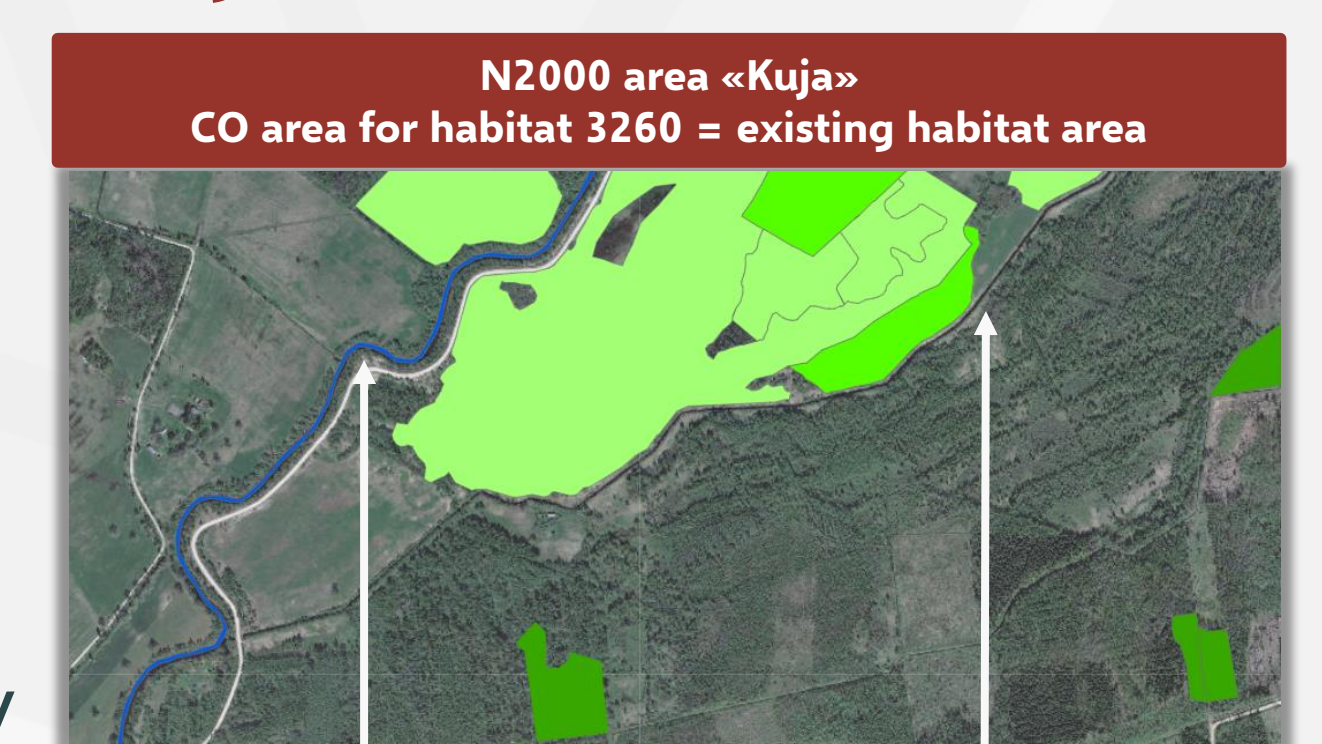 N2000 area «Kuja»
CO area for habitat 3260 = existing habitat area